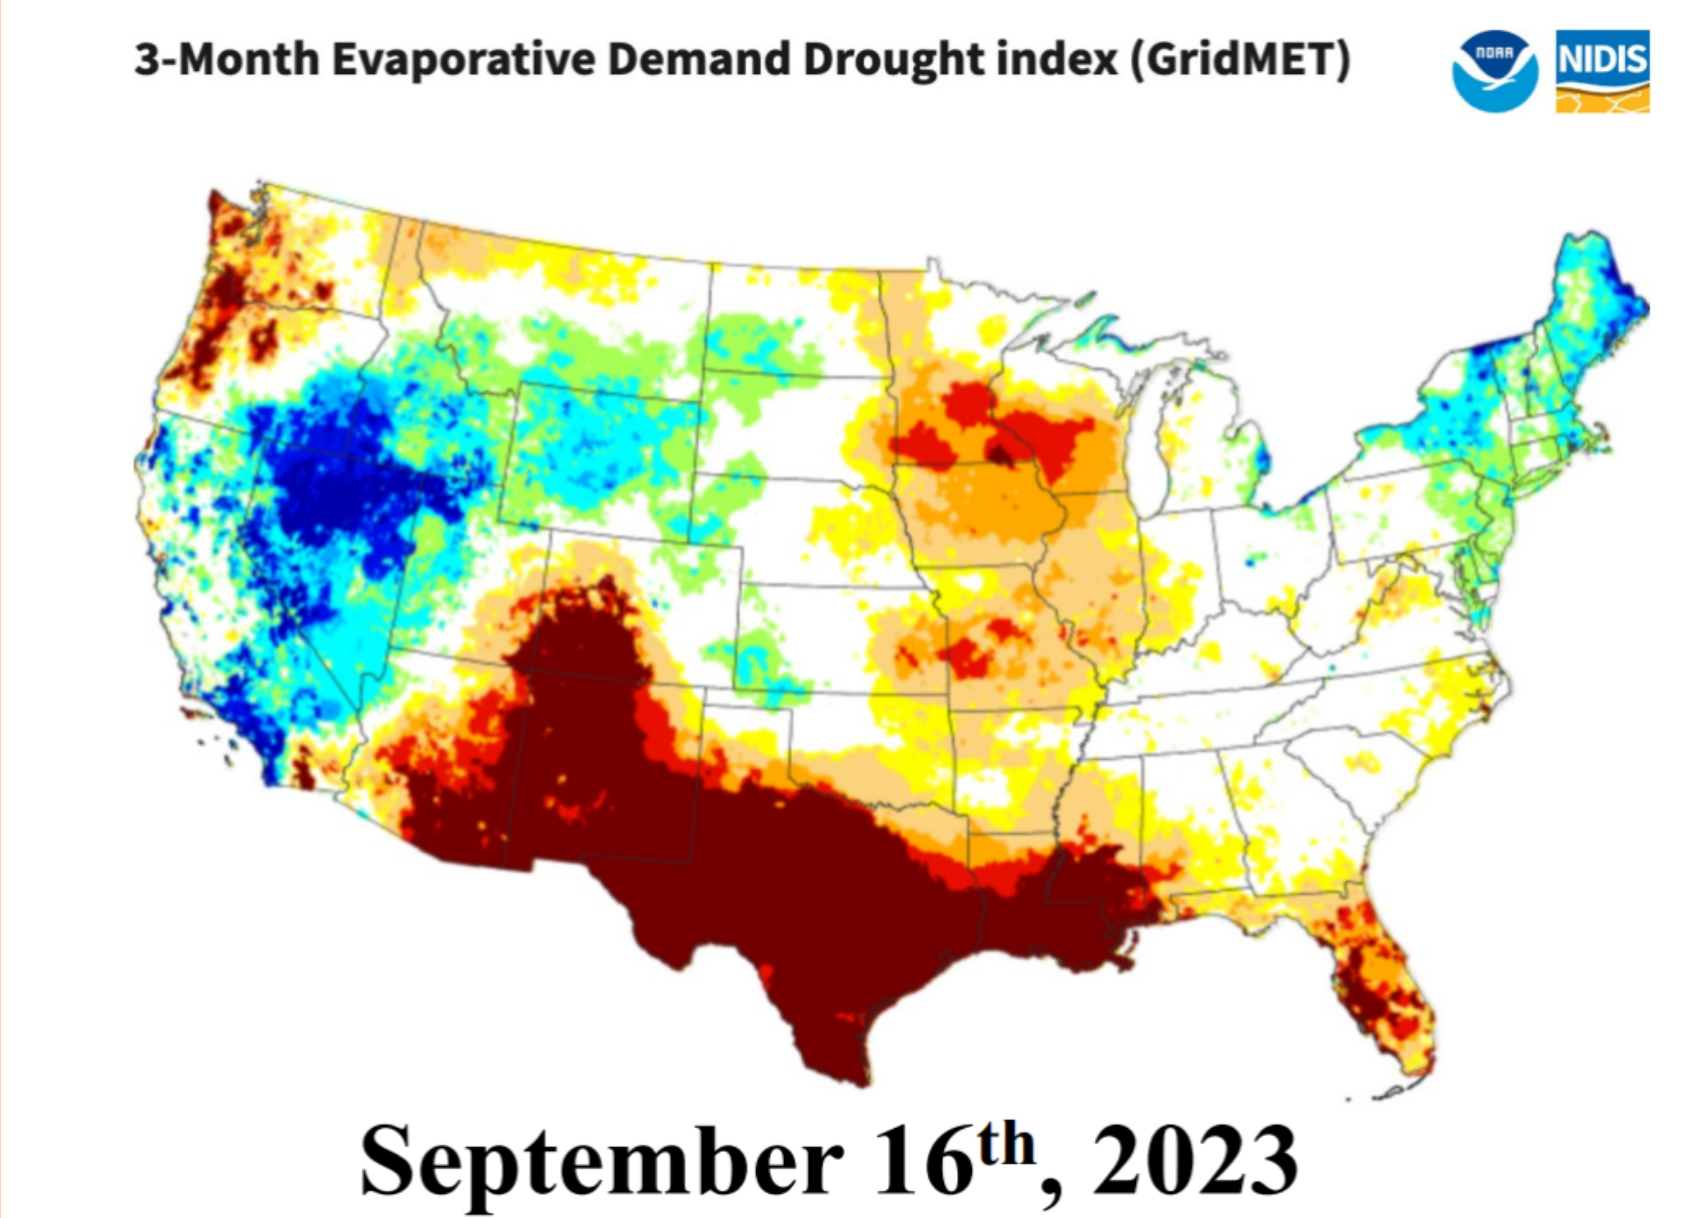 3-Month Evaporative Demand Drought index (GridMET)
NOAA
NIDIS
September 16th, 2023